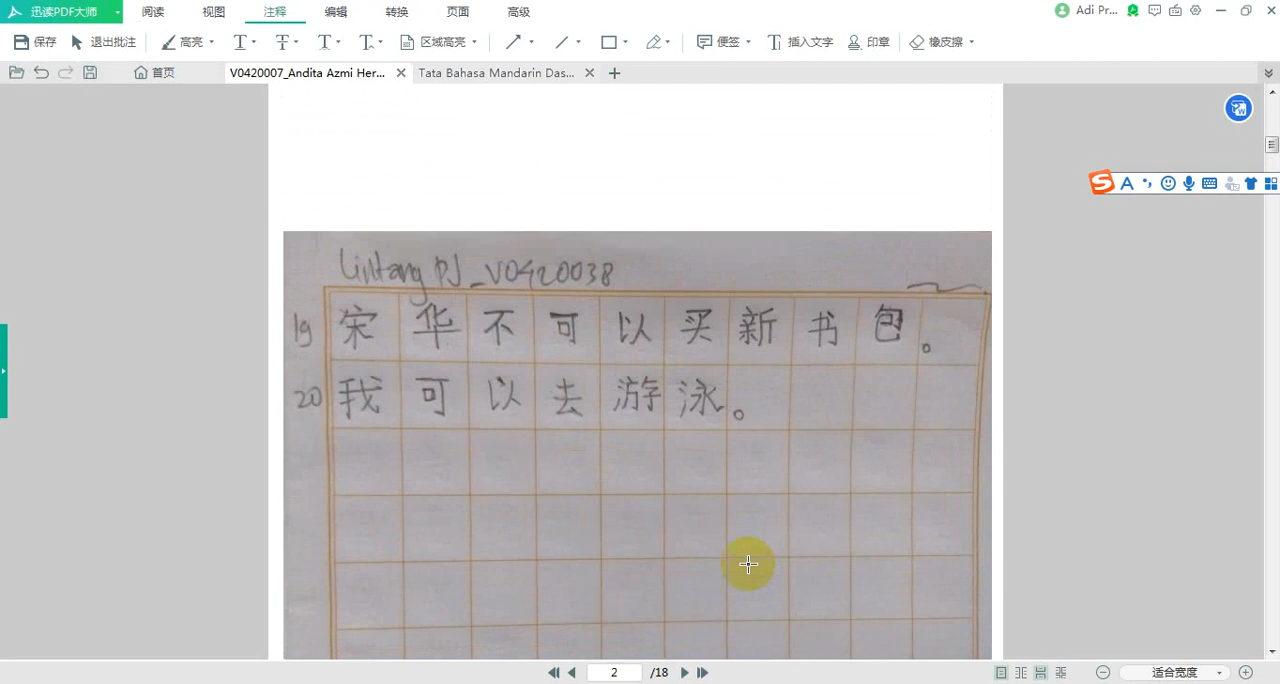 迅读PDF大师 阅读 视图 注释 编辑 转换 页面 高级 Adi Pr...
保存 退出批注 高亮 区域高亮 便签 插入文字 印章 橡皮擦
首页 V0420007_Andita Azmi Her... Tata Bahasa Mandarin Das...
Lintang PJ_V0420038
19 宋华不可以买新书包。
20 我可以去游泳。
2 /18 适合宽度